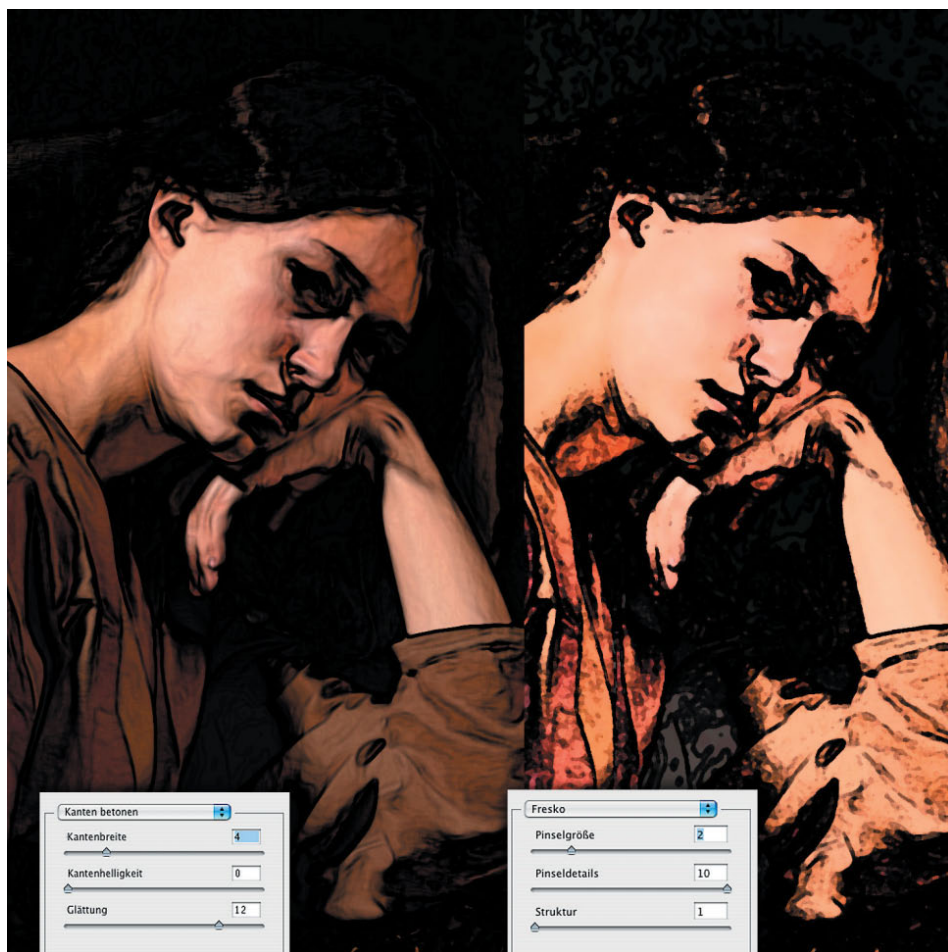 Kanten betonen
Kantenbreite 4
Kantenhelligkeit 0
Glättung 12
Fresko
Pinselgröße 2
Pinseldetails 10
Struktur 1